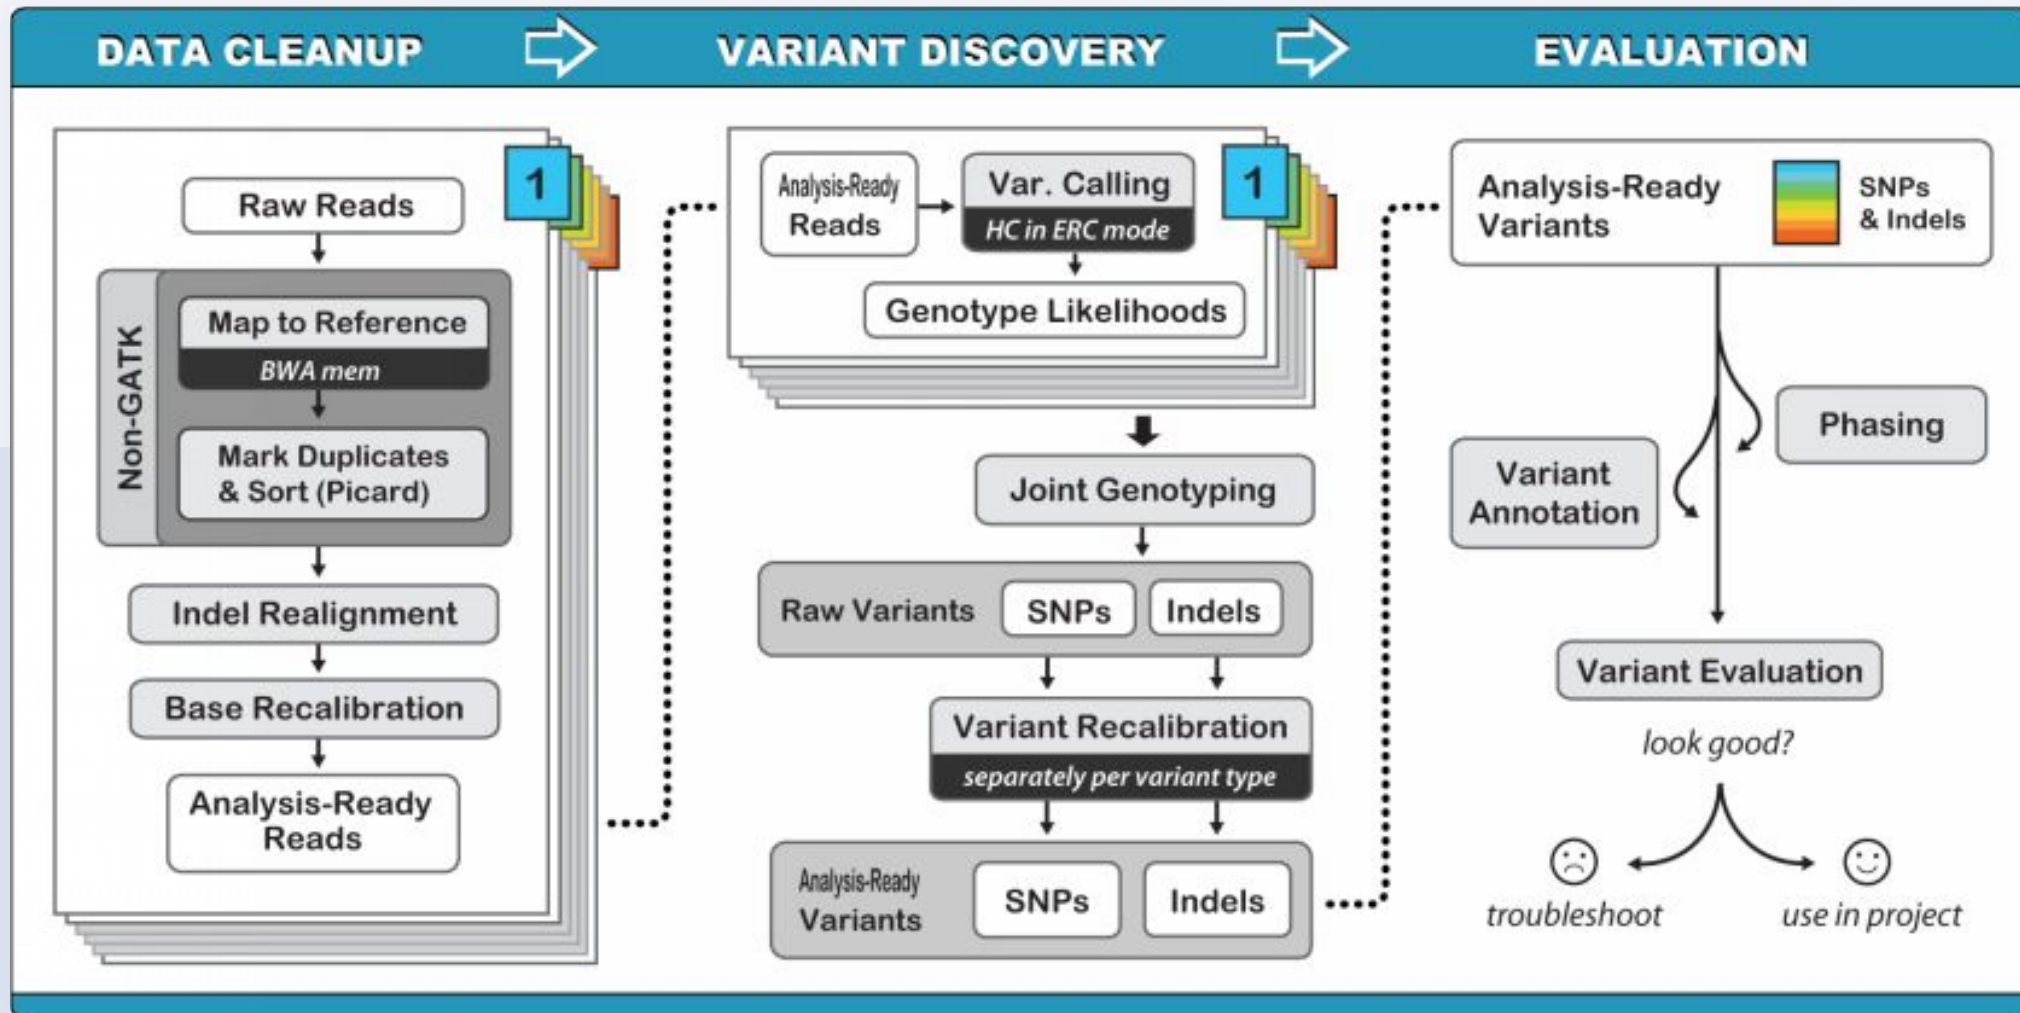 DATA CLEANUP
VARIANT DISCOVERY
EVALUATION
1
Raw Reads
Non-GATK
Map to Reference
BWA mem
Mark Duplicates
& Sort (Picard)
Indel Realignment
Base Recalibration
Analysis-Ready
Reads
1
Analysis-Ready
Reads
Var. Calling
HC in ERC mode
Genotype Likelihoods
Joint Genotyping
Raw Variants
SNPs
Indels
Variant Recalibration
separately per variant type
Analysis-Ready
Variants
SNPs
Indels
Analysis-Ready
Variants
SNPs
& Indels
Phasing
Variant
Annotation
Variant Evaluation
look good?
troubleshoot
use in project